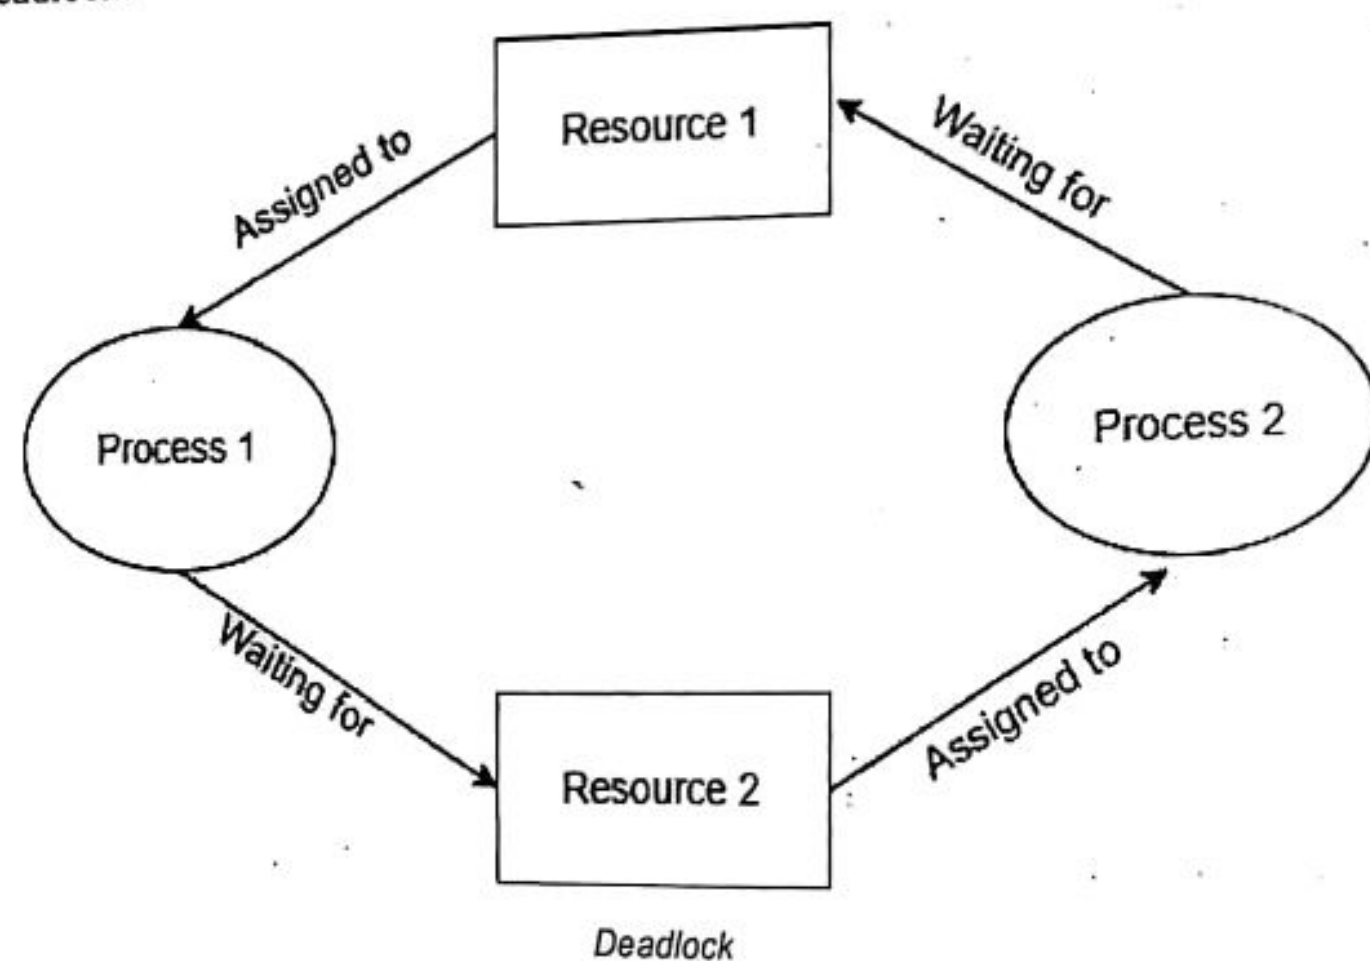 Resource 1
Assigned to
Waiting for
Process 1
Process 2
Waiting for
Assigned to
Resource 2
Deadlock